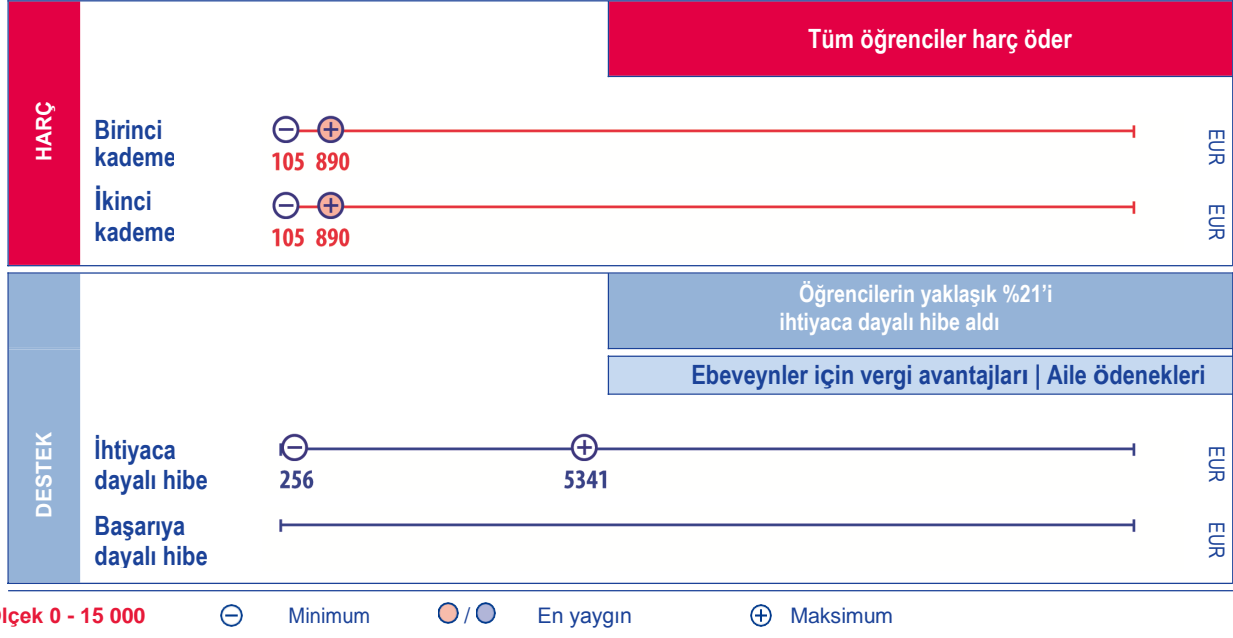 Tüm öğrenciler harç öder
HARÇ
Birinci
kademe
105 890
EUR
İkinci
kademe
105 890
EUR
Öğrencilerin yaklaşık %21’i
ihtiyaca dayalı hibe aldı
Ebeveynler için vergi avantajları | Aile ödenekleri
DESTEK
İhtiyaca
dayalı hibe
256 5341
EUR
Başarıya
dayalı hibe
EUR
lçek 0 - 15 000 Minimum / En yaygın Maksimum